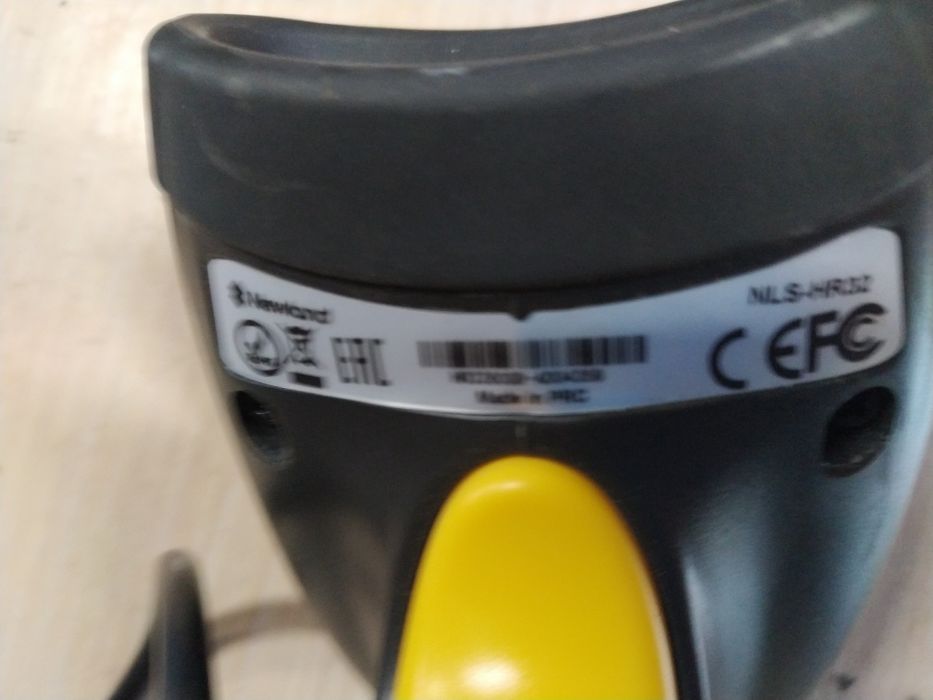 Newland
NLS-HR32
EAC
CE FC
Made in PRC